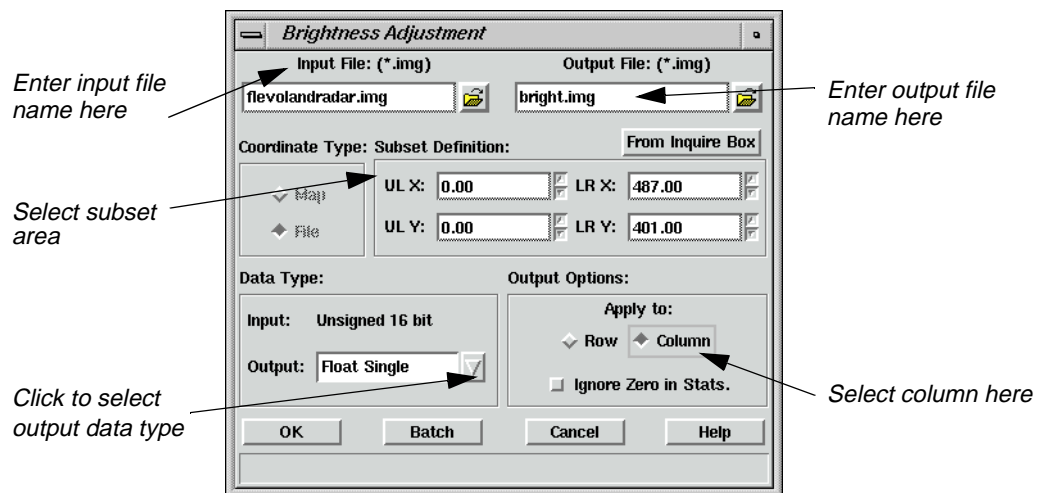 Brightness Adjustment
Input File: (*.img)
Output File: (*.img)
Enter input file
name here
flevolandradar.img
bright.img
Enter output file
name here
From Inquire Box
Coordinate Type:
Subset Definition:
Map
File
UL X: 0.00
LR X: 487.00
UL Y: 0.00
LR Y: 401.00
Select subset
area
Data Type:
Output Options:
Input: Unsigned 16 bit
Apply to:
Row
Column
Output: Float Single
Ignore Zero in Stats.
Click to select
output data type
Select column here
OK
Batch
Cancel
Help